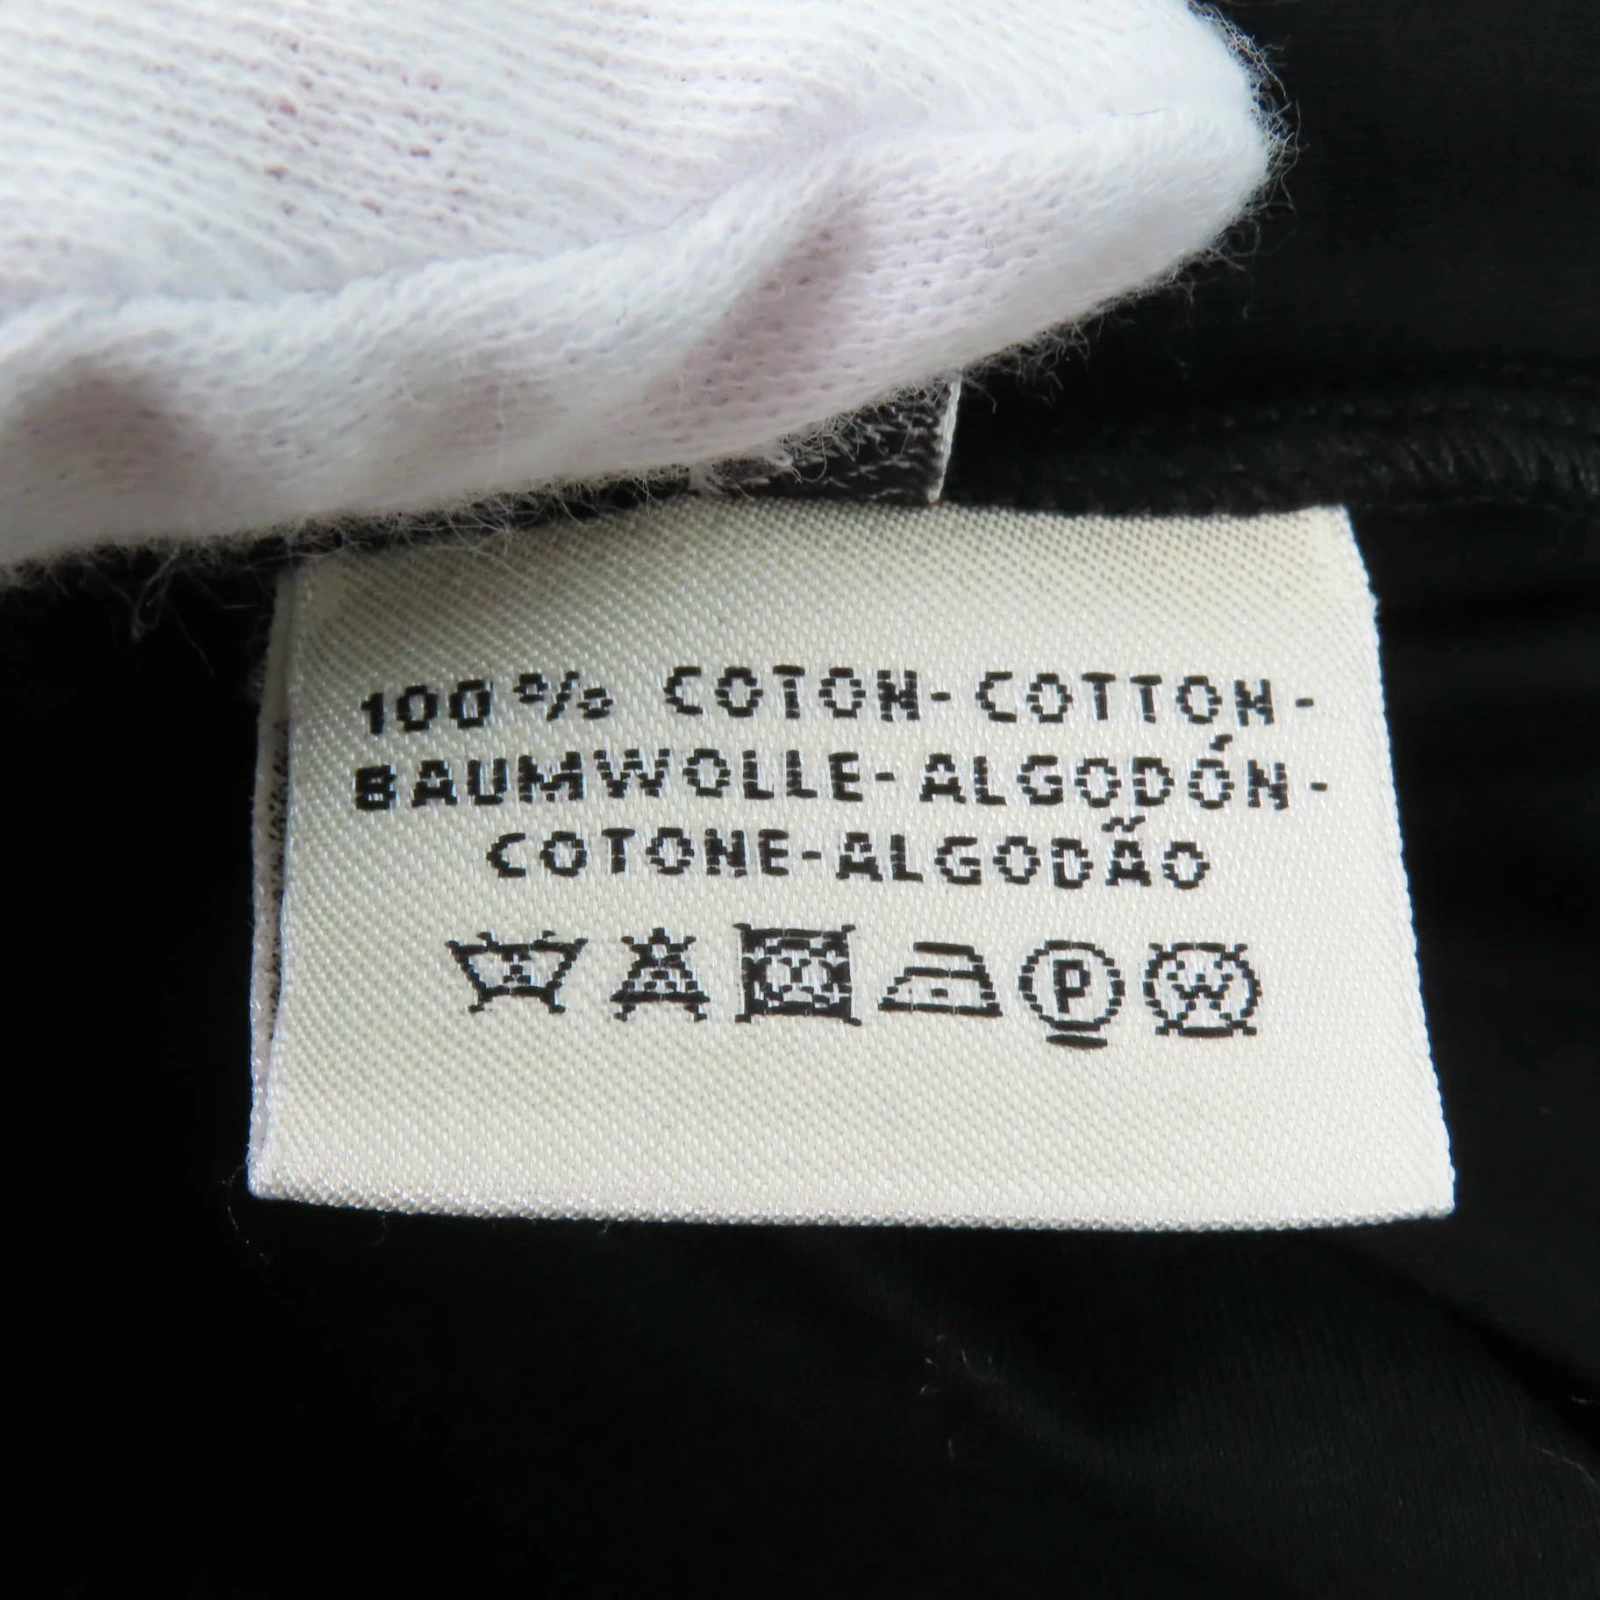 100% COTON-COTTON-
BAUMWOLLE-ALGODÓN-
COTONE-ALGODÃO
P W